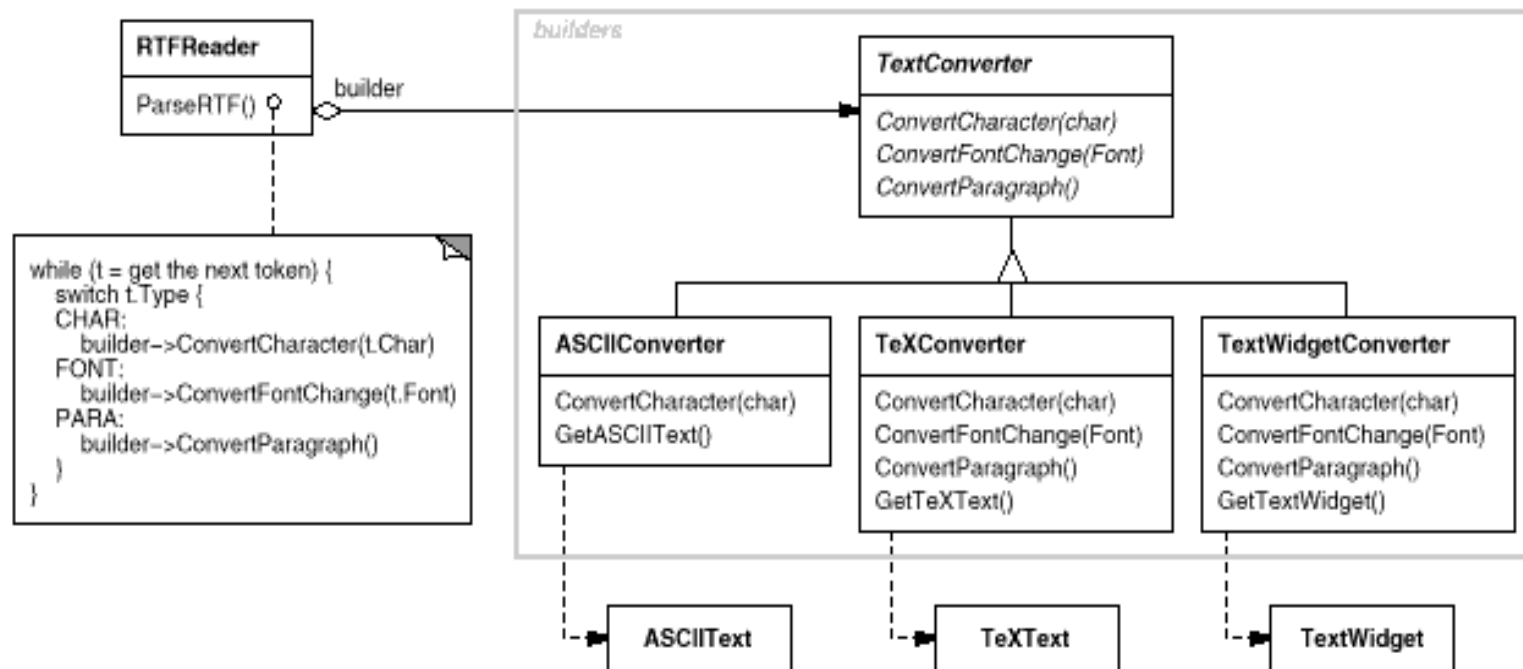 builders
RTFReader
ParseRTF()
builder
TextConverter
ConvertCharacter(char)
ConvertFontChange(Font)
ConvertParagraph()
while (t = get the next token) {
switch t.Type {
CHAR:
builder->ConvertCharacter(t.Char)
FONT:
builder->ConvertFontChange(t.Font)
PARA:
builder->ConvertParagraph()
}
}
ASCIIConverter
ConvertCharacter(char)
GetASCIIText()
TeXConverter
ConvertCharacter(char)
ConvertFontChange(Font)
ConvertParagraph()
GetTeXText()
TextWidgetConverter
ConvertCharacter(char)
ConvertFontChange(Font)
ConvertParagraph()
GetTextWidget()
ASCIIText
TeXText
TextWidget